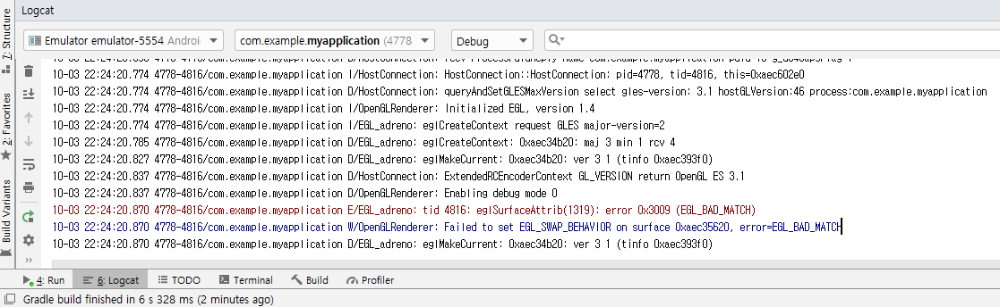 Logcat
Emulator emulator-5554 Androi
com.example.myapplication (4778
Debug
7: Structure
2: Favorites
Build Variants
10-03 22:24:20.774 4778-4816/com.example.myapplication I/HostConnection: HostConnection::HostConnection: pid=4778, tid=4816, this=0xaec602e0
10-03 22:24:20.774 4778-4816/com.example.myapplication D/HostConnection: queryAndSetGLESMaxVersion select gles-version: 3.1 hostGLVersion:46 process:com.example.myapplication
10-03 22:24:20.774 4778-4816/com.example.myapplication I/OpenGLRenderer: Initialized EGL, version 1.4
10-03 22:24:20.774 4778-4816/com.example.myapplication I/EGL_adreno: eglCreateContext request GLES major-version=2
10-03 22:24:20.785 4778-4816/com.example.myapplication D/EGL_adreno: eglCreateContext: 0xaec34b20: maj 3 min 1 rcv 4
10-03 22:24:20.827 4778-4816/com.example.myapplication D/EGL_adreno: eglMakeCurrent: 0xaec34b20: ver 3 1 (tinfo 0xaec393f0)
10-03 22:24:20.837 4778-4816/com.example.myapplication D/HostConnection: ExtendedRCEncoderContext GL_VERSION return OpenGL ES 3.1
10-03 22:24:20.837 4778-4816/com.example.myapplication D/OpenGLRenderer: Enabling debug mode 0
10-03 22:24:20.870 4778-4816/com.example.myapplication E/EGL_adreno: tid 4816: eglSurfaceAttrib(1319): error 0x3009 (EGL_BAD_MATCH)
10-03 22:24:20.870 4778-4816/com.example.myapplication W/OpenGLRenderer: Failed to set EGL_SWAP_BEHAVIOR on surface 0xaec35620, error=EGL_BAD_MATCH
10-03 22:24:20.870 4778-4816/com.example.myapplication D/EGL_adreno: eglMakeCurrent: 0xaec34b20: ver 3 1 (tinfo 0xaec393f0)
4: Run
6: Logcat
TODO
Terminal
Build
Profiler
Gradle build finished in 6 s 328 ms (2 minutes ago)